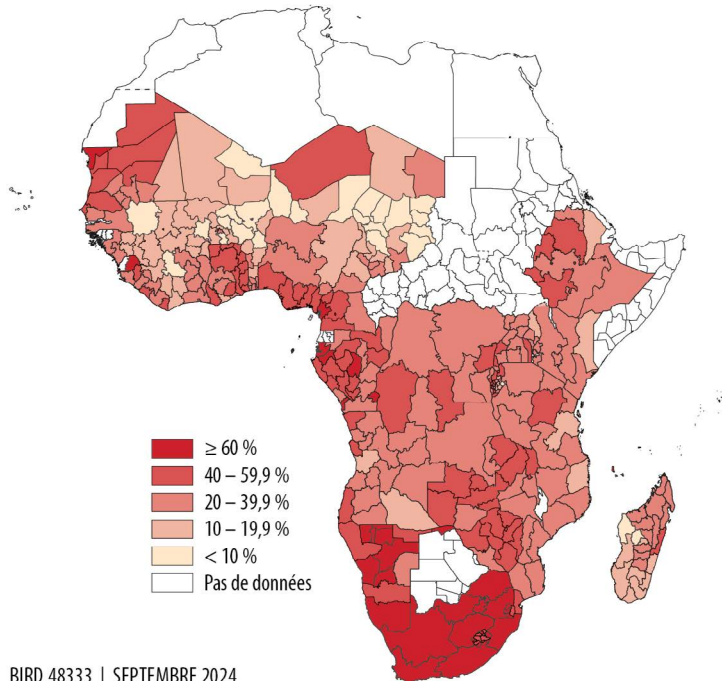 ≥ 60 %
40 – 59,9 %
20 – 39,9 %
10 – 19,9 %
< 10 %
Pas de données
BIRD 48333 | SEPTEMBRE 2024